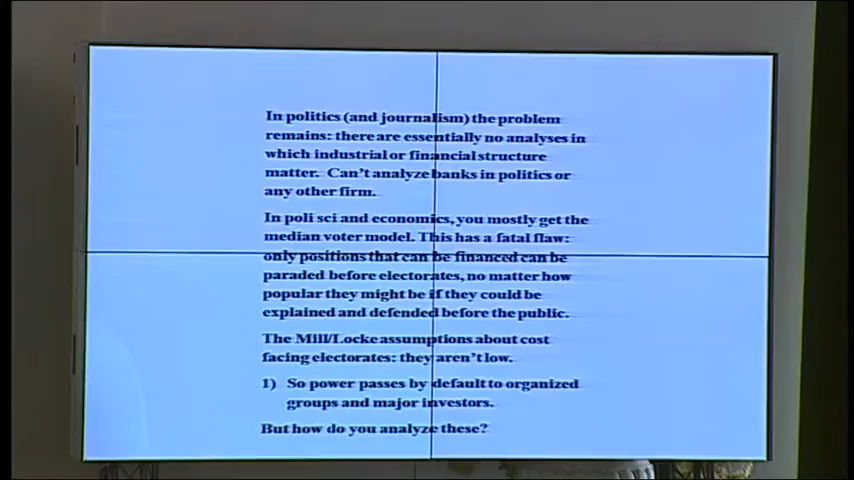 In politics (and journalism) the problem
remains: there are essentially no analyses in
which industrial or financial structure
matter. Can't analyze banks in politics or
any other firm.
In poli sci and economics, you mostly get the
median voter model. This has a fatal flaw:
only positions that can be financed can be
paraded before electorates, no matter how
popular they might be if they could be
explained and defended before the public.
The Mill/Locke assumptions about cost
facing electorates: they aren't low.
1) So power passes by default to organized
groups and major investors.
But how do you analyze these?